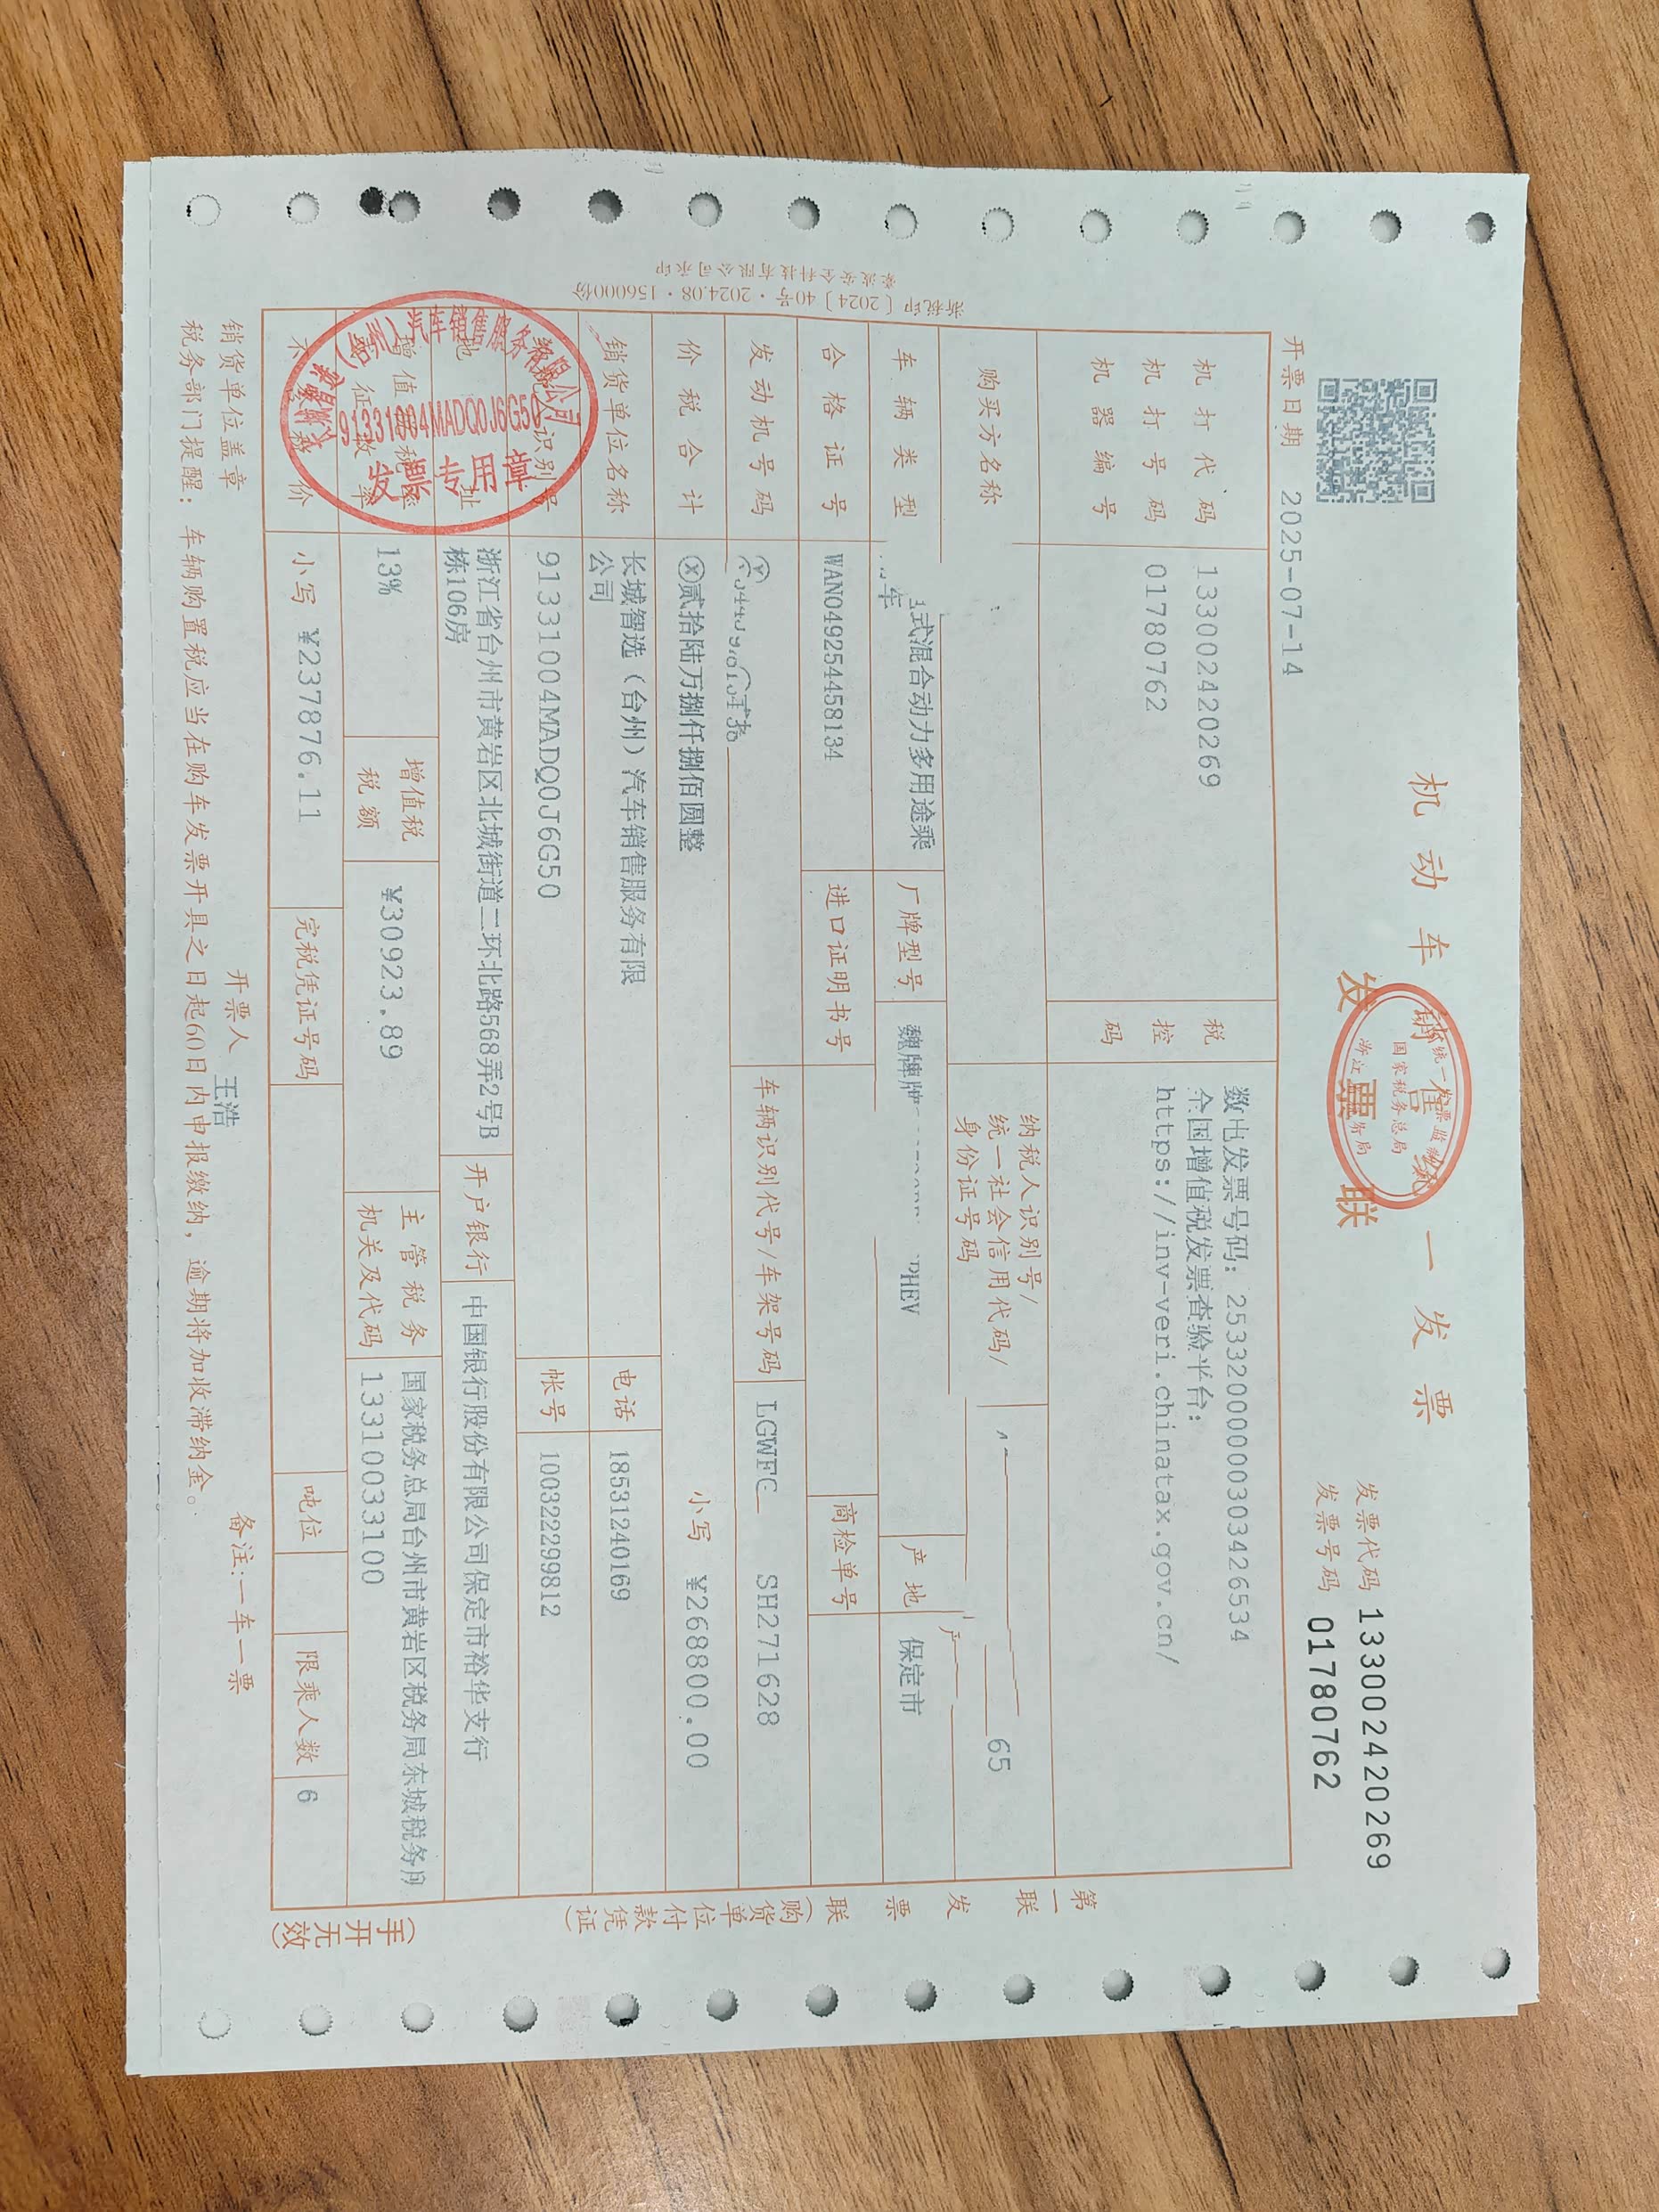 机动车销售统一发票
发票联
发票代码 133002420269
发票号码 01780762
开票日期 2025-07-14
机打代码 133002420269
机打号码 01780762
机器编号
税控码
数电发票号码：25332000000303426534
全国增值税发票查验平台：
https://inv-veri.chinatax.gov.cn/
购买方名称
纳税人识别号/
统一社会信用代码/
身份证号码
65
车辆类型
式混合动力多用途乘
车
厂牌型号 魏牌牌 PHEV
产地 保定市
合格证号 WAN049254458134
进口证明书号
商检单号
发动机号码
车辆识别代号/车架号码 LGWFC SH271628
价税合计 ⓧ贰拾陆万捌仟捌佰圆整 小写 ¥268800.00
销货单位名称 长城智选（台州）汽车销售服务有限
公司
电话 18531240169
纳税人识别号 91331004MADQ0J6G50
帐号 100322299812
地址 浙江省台州市黄岩区北城街道二环北路568弄2号B
栋106房
开户银行 中国银行股份有限公司保定市裕华支行
增值税税率或征收率 13%
增值税税额 ¥30923.89
主管税务机关及代码
国家税务总局台州市黄岩区税务局东城税务所
13310033100
不含税价 小写 ¥237876.11
完税凭证号码
吨位
限乘人数 6
销货单位盖章
开票人 王浩
备注:一车一票
税务部门提醒：车辆购置税应当在购车发票开具之日起60日内申报缴纳，逾期将加收滞纳金。
第一联 发票联（购货单位付款凭证）
（手开无效）
91331004MADQ0J6G50
发票专用章
国家税务总局